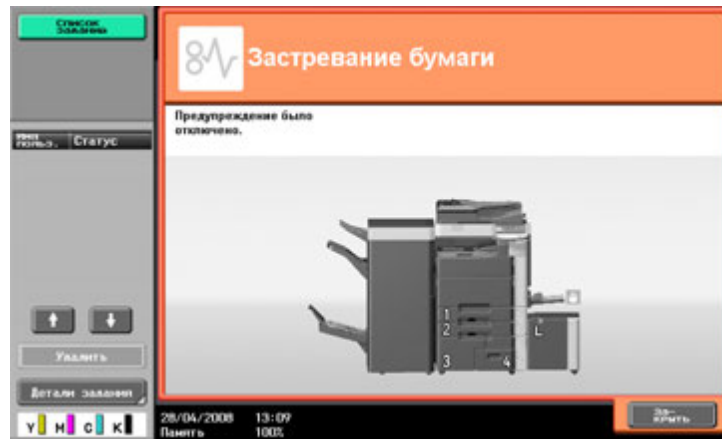 Список
задания
Застревание бумаги
Предупреждение было
отключено.
Имя
польз.
Статус
1
2
3
4
L
Удалить
Детали задания
Y M C K
28/04/2008 13:09
Память 100%
За-
крыть